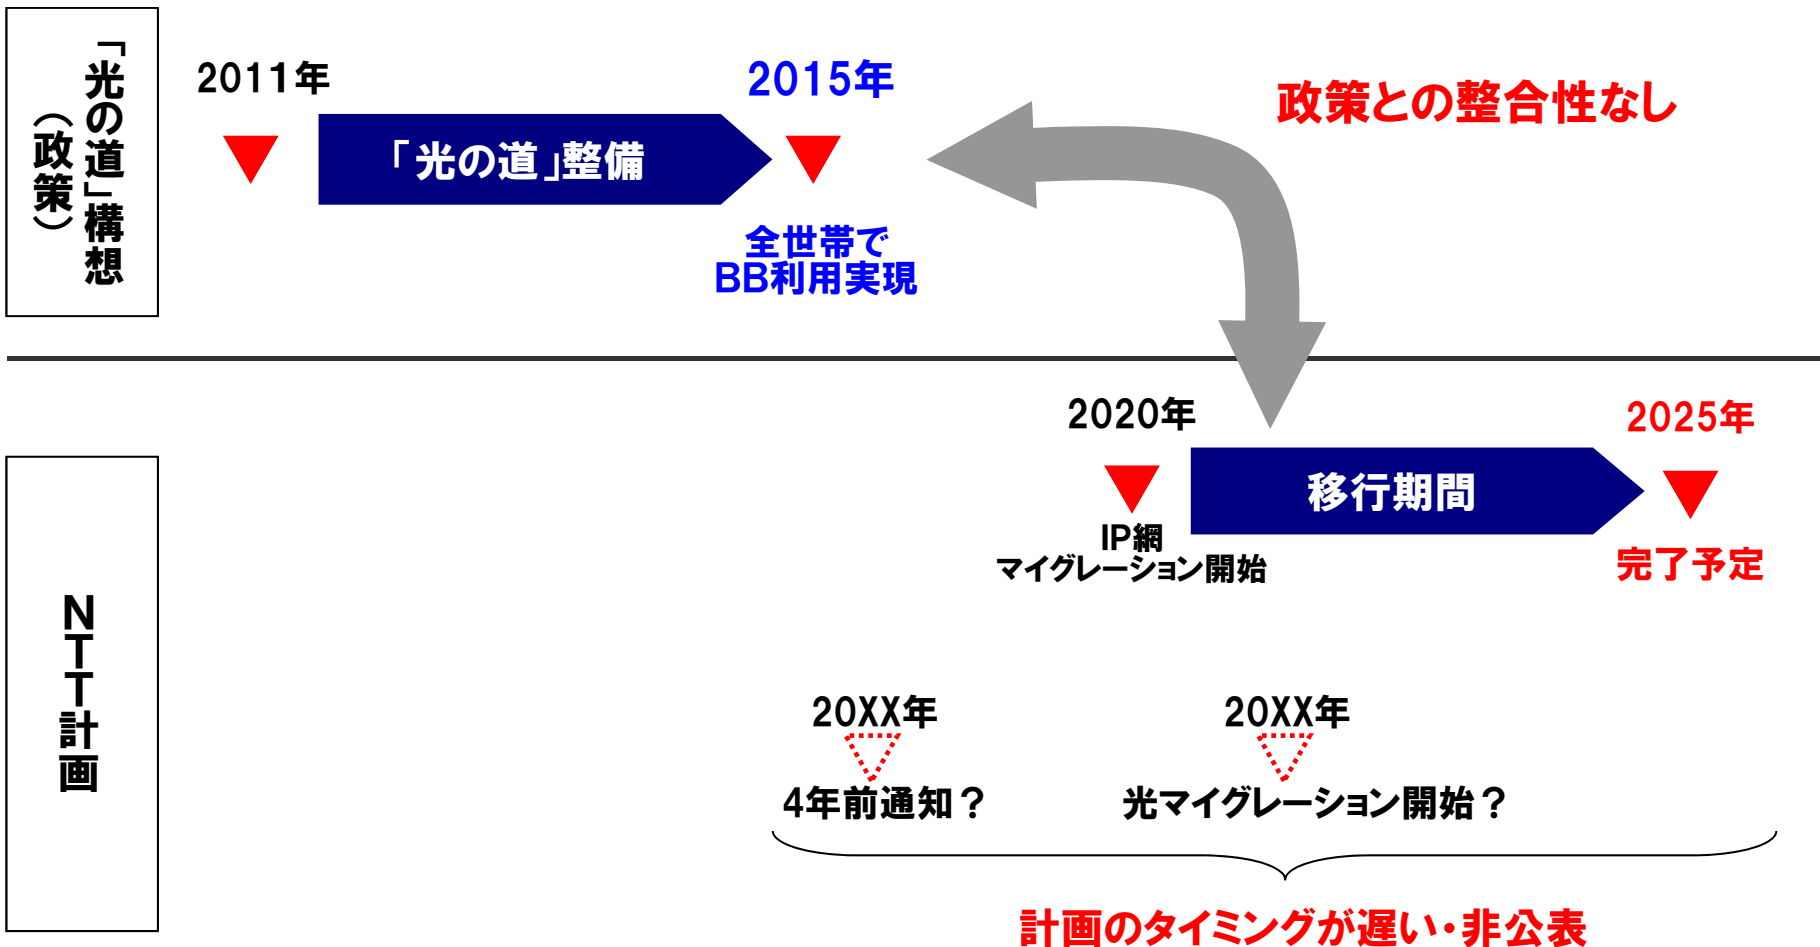 「光の道」構想
（政策）
2011年
「光の道」整備
2015年
全世帯で
BB利用実現
政策との整合性なし
NTT計画
2020年
IP網
マイグレーション開始
移行期間
2025年
完了予定
20XX年
4年前通知？
20XX年
光マイグレーション開始？
計画のタイミングが遅い・非公表